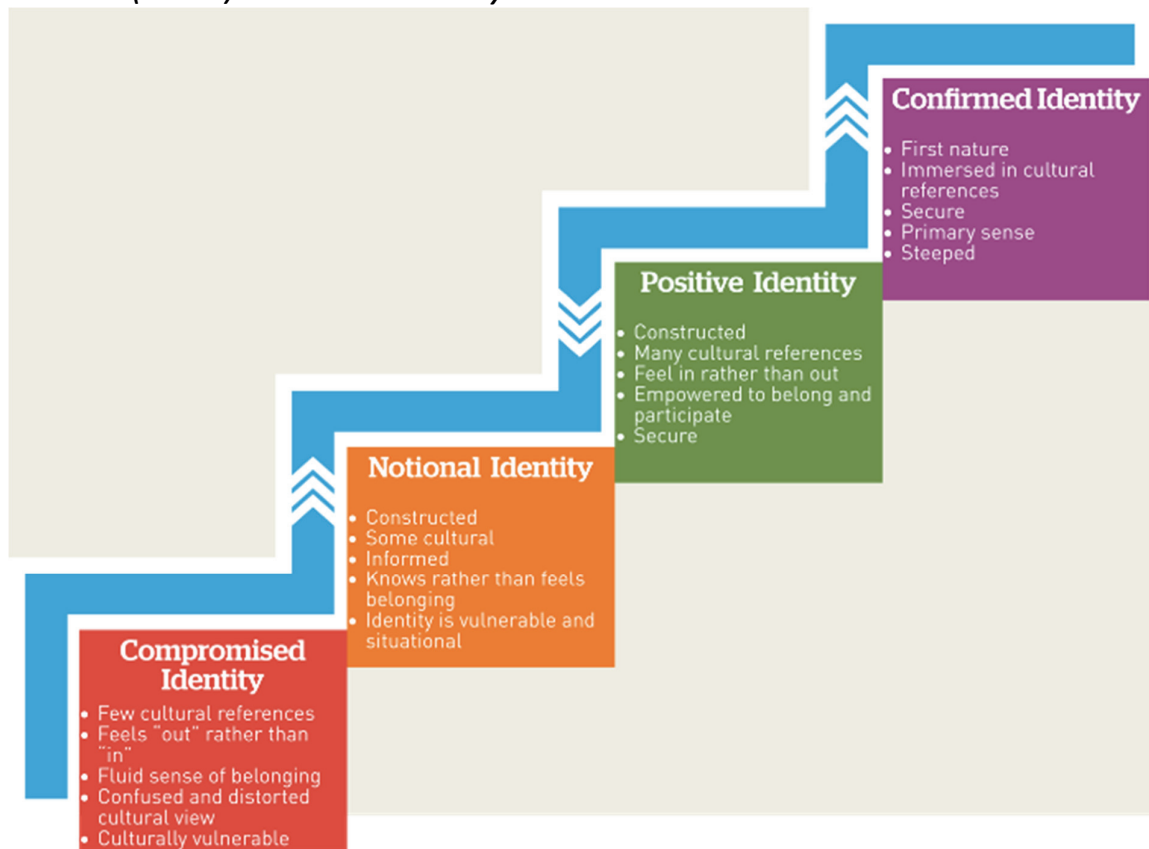 Confirmed Identity
• First nature
• Immersed in cultural
references
• Secure
• Primary sense
• Steeped
Positive Identity
• Constructed
• Many cultural references
• Feel in rather than out
• Empowered to belong and
participate
• Secure
Notional Identity
• Constructed
• Some cultural
• Informed
• Knows rather than feels
belonging
• Identity is vulnerable and
situational
Compromised
Identity
• Few cultural references
• Feels “out” rather than
“in”
• Fluid sense of belonging
• Confused and distorted
cultural view
• Culturally vulnerable